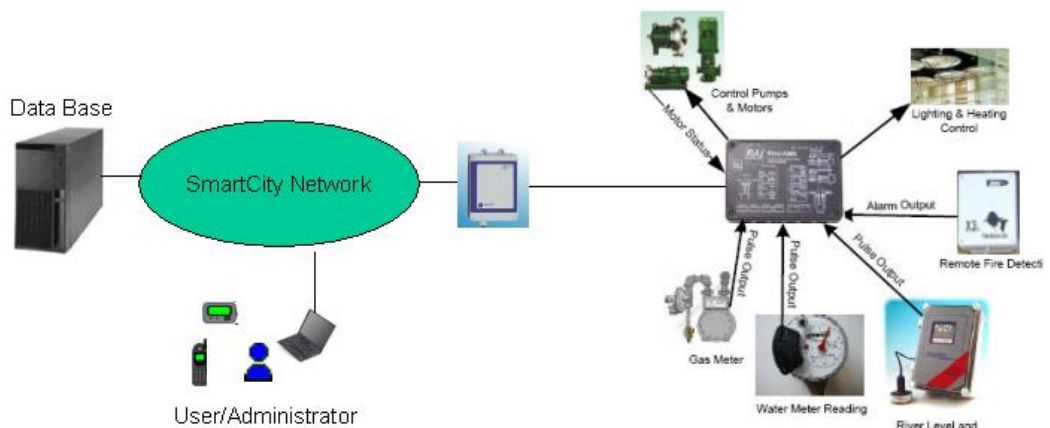 Data Base
SmartCity Network
User/Administrator
Control Pumps
& Motors
Motor Status
Lighting & Heating
Control
Alarm Output
Remote Fire Detecti
Pulse Output
Pulse Output
Pulse Output
Gas Meter
Water Meter Reading
River Level and